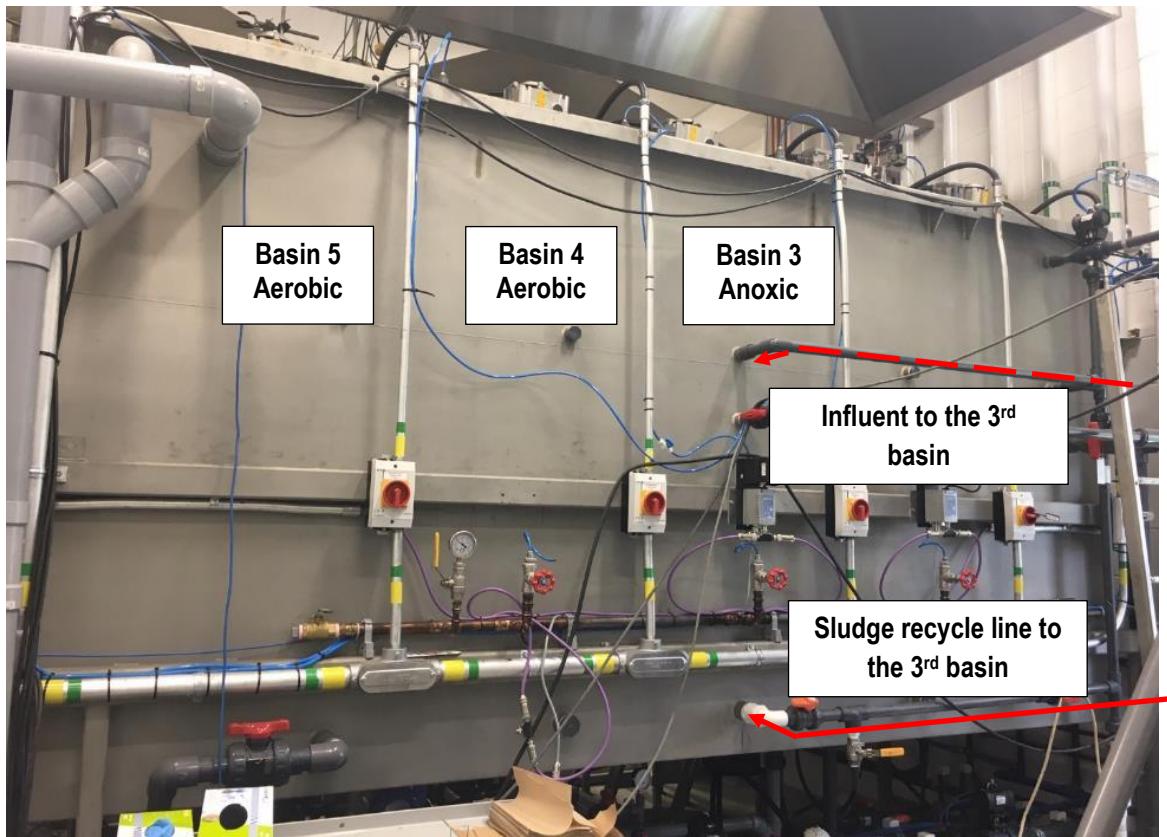 Basin 5
Aerobic
Basin 4
Aerobic
Basin 3
Anoxic
Influent to the 3rd
basin
Sludge recycle line to
the 3rd basin